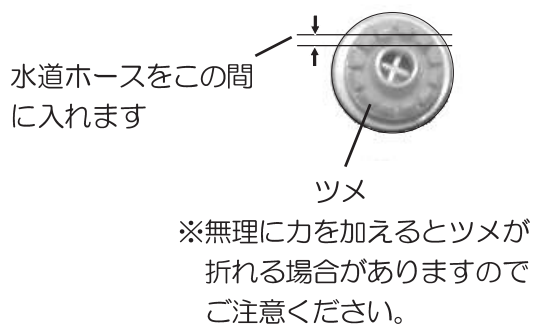 水道ホースをこの間
に入れます
ツメ
※無理に力を加えるとツメが
折れる場合がありますので
ご注意ください。